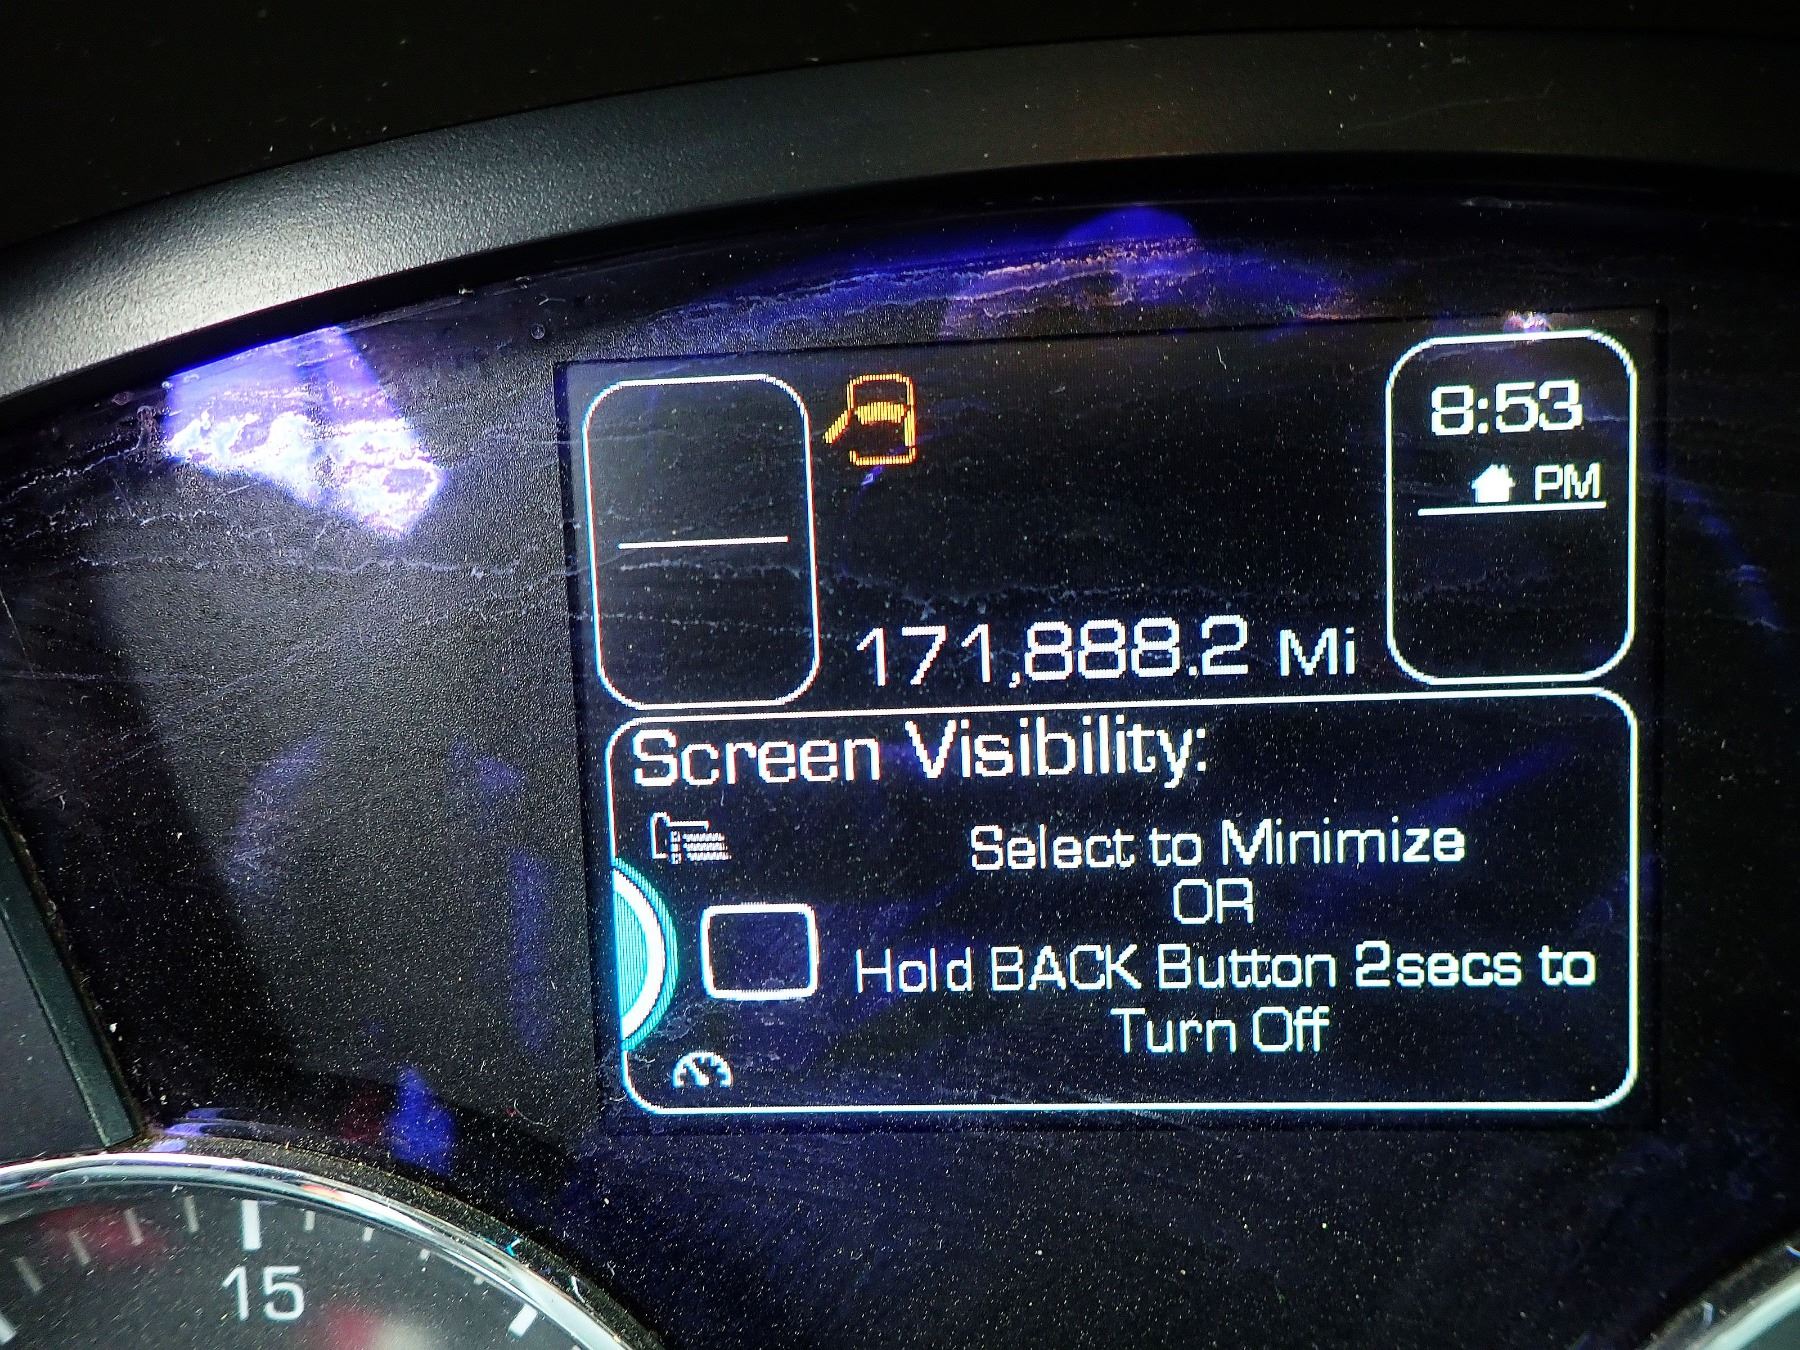 8:53
PM
171,888.2 Mi
Screen Visibility:
Select to Minimize
OR
Hold BACK Button 2secs to
Turn Off
15